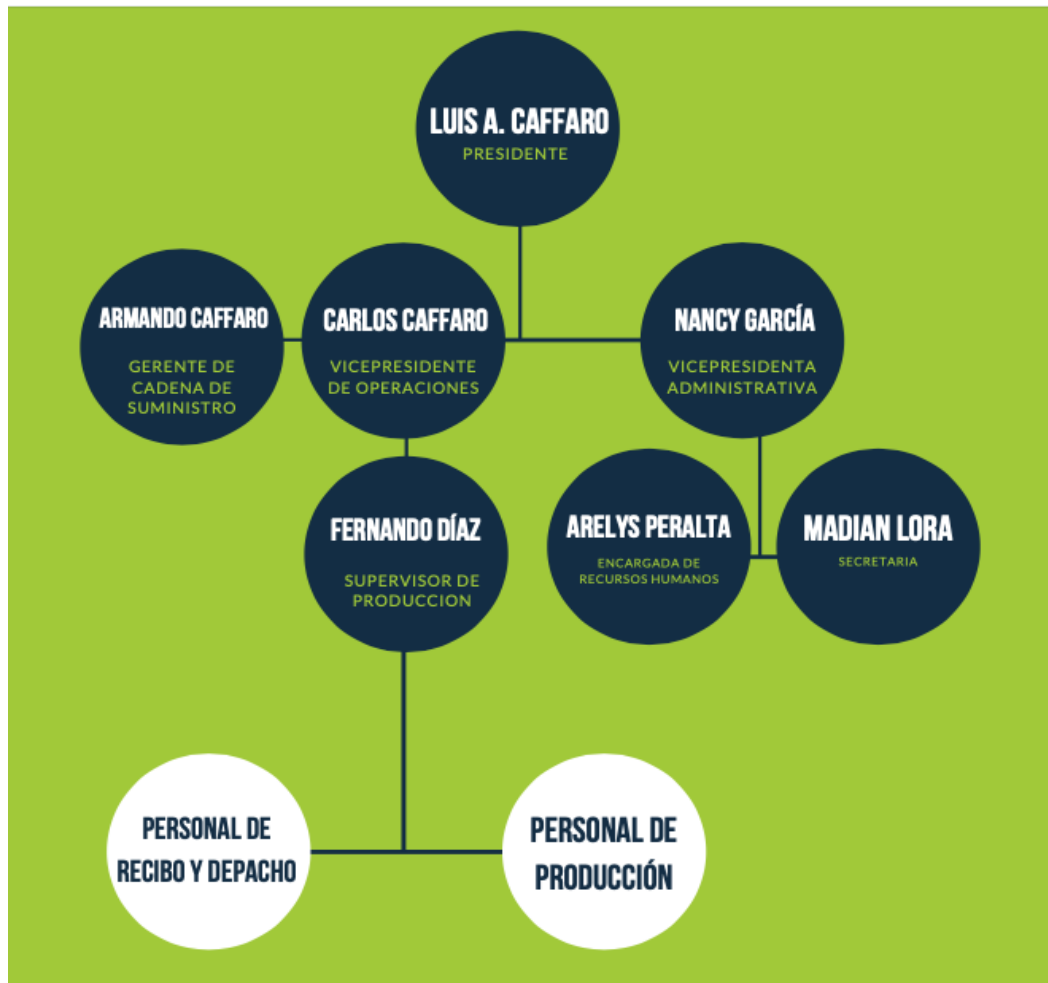 LUIS A. CAFFARO
PRESIDENTE
ARMANDO CAFFARO
GERENTE DE
CADENA DE
SUMINISTRO
CARLOS CAFFARO
VICEPRESIDENTE
DE OPERACIONES
NANCY GARCÍA
VICEPRESIDENTA
ADMINISTRATIVA
FERNANDO DÍAZ
SUPERVISOR DE
PRODUCCION
ARELYS PERALTA
ENCARGADA DE
RECURSOS HUMANOS
MADIAN LORA
SECRETARIA
PERSONAL DE
RECIBO Y DEPACHO
PERSONAL DE
PRODUCCIÓN